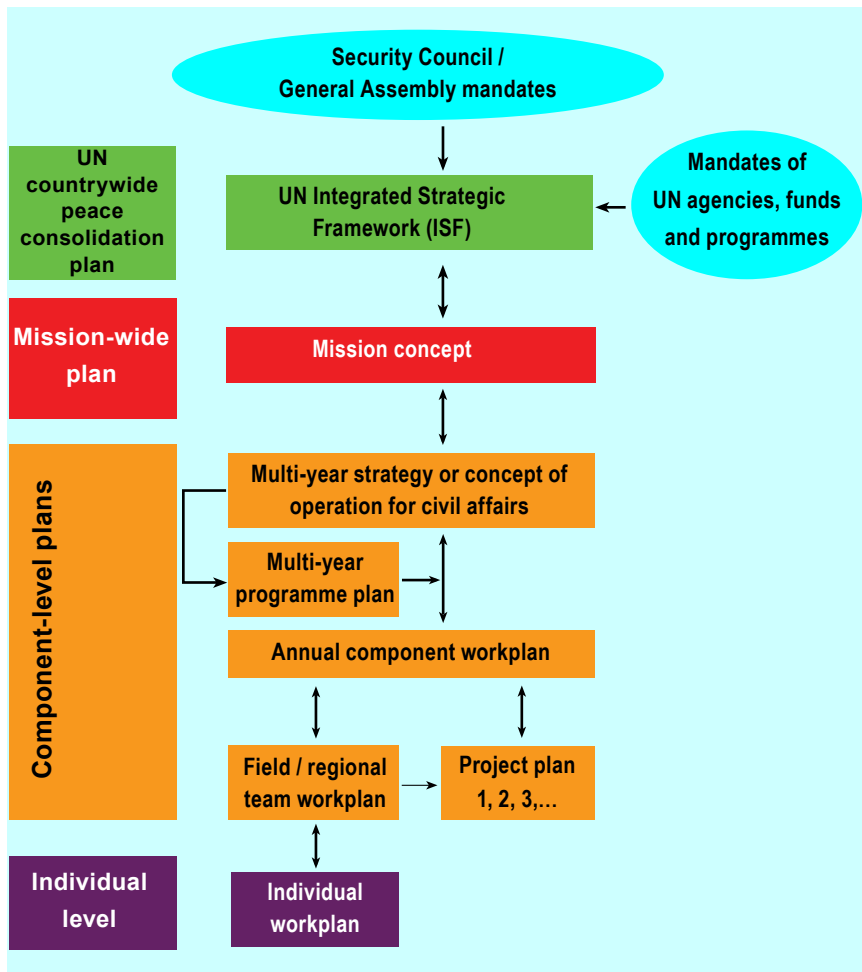 Security Council /
General Assembly mandates
UN
countrywide
peace
consolidation
plan
UN Integrated Strategic
Framework (ISF)
Mandates of
UN agencies, funds
and programmes
Mission-wide
plan
Mission concept
Component-level plans
Multi-year strategy or concept of
operation for civil affairs
Multi-year
programme plan
Annual component workplan
Field / regional
team workplan
Project plan
1, 2, 3,...
Individual
level
Individual
workplan